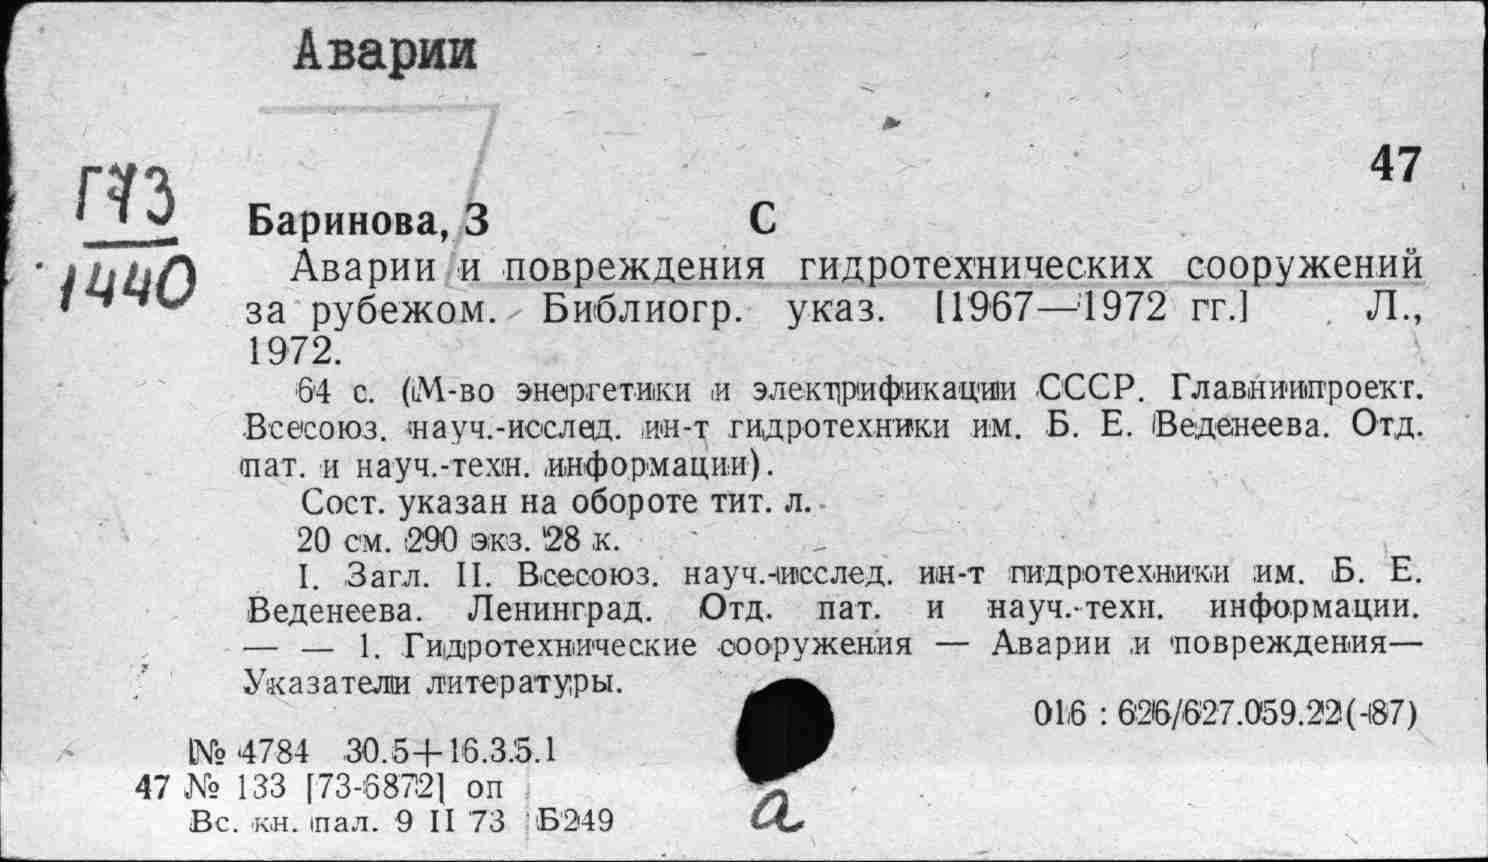 Аварии
47
Г73
1440
Баринова, З С
Аварии и повреждения гидротехнических сооружений
за рубежом. Библиогр. указ. [1967—1972 гг.] Л.,
1972.
64 с. (М-во энергетики и электрификации СССР. Главниипроект.
Всесоюз. науч.-исслед. ин-т гидротехники им. Б. Е. Веденеева. Отд.
пат. и науч.-техн. информации).
Сост. указан на обороте тит. л.
20 см. 290 экз. 28 к.
I. Загл. II. Всесоюз. науч.-исслед. ин-т гидротехники им. Б. Е.
Веденеева. Ленинград. Отд. пат. и науч.-техн. информации.
— — 1. Гидротехнические сооружения — Аварии и повреждения—
Указатели литературы.
016 : 626/627.059.22(-87)
№ 4784 30.5+16.3.5.1
47 № 133 [73-6872] оп
Вс. кн. пал. 9 II 73 Б249
а